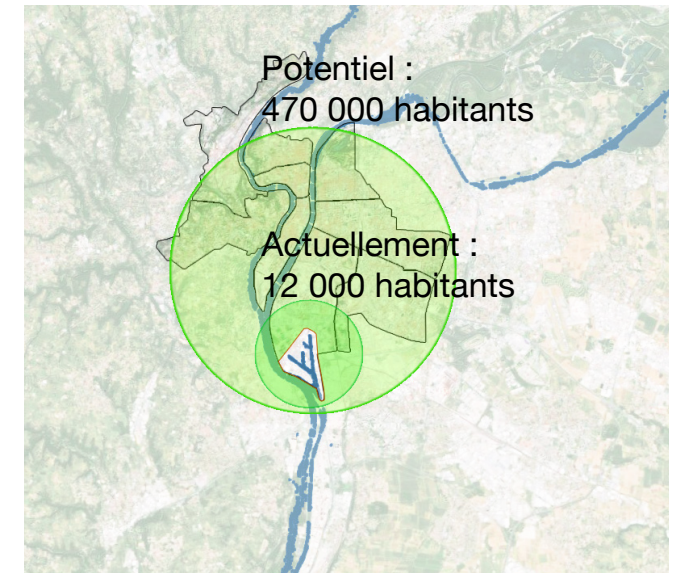 Potentiel :
470 000 habitants
Actuellement :
12 000 habitants